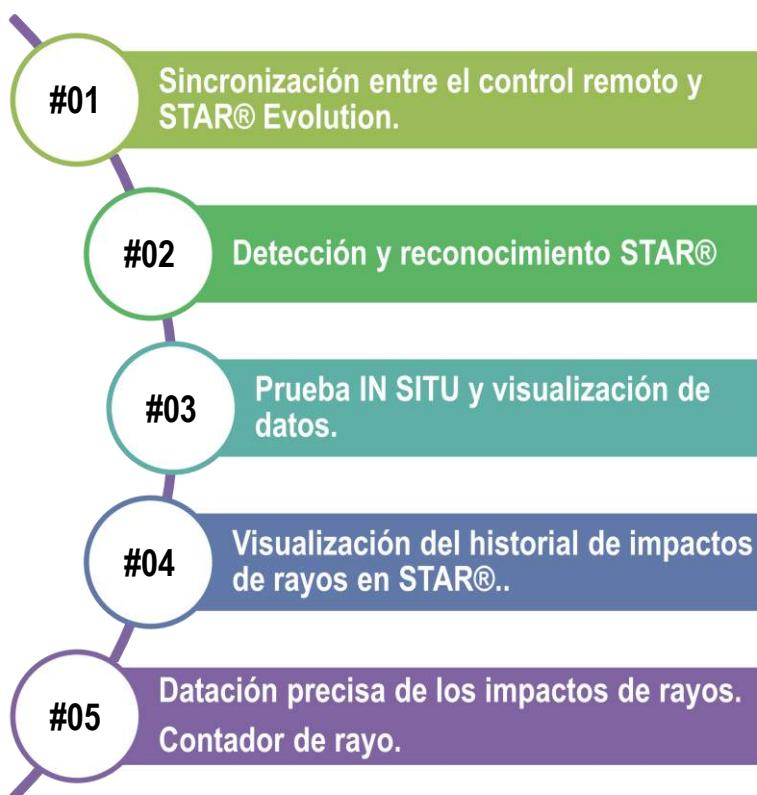 #01
Sincronización entre el control remoto y
STAR® Evolution.
#02
Detección y reconocimiento STAR®
#03
Prueba IN SITU y visualización de
datos.
#04
Visualización del historial de impactos
de rayos en STAR®..
#05
Datación precisa de los impactos de rayos.
Contador de rayo.